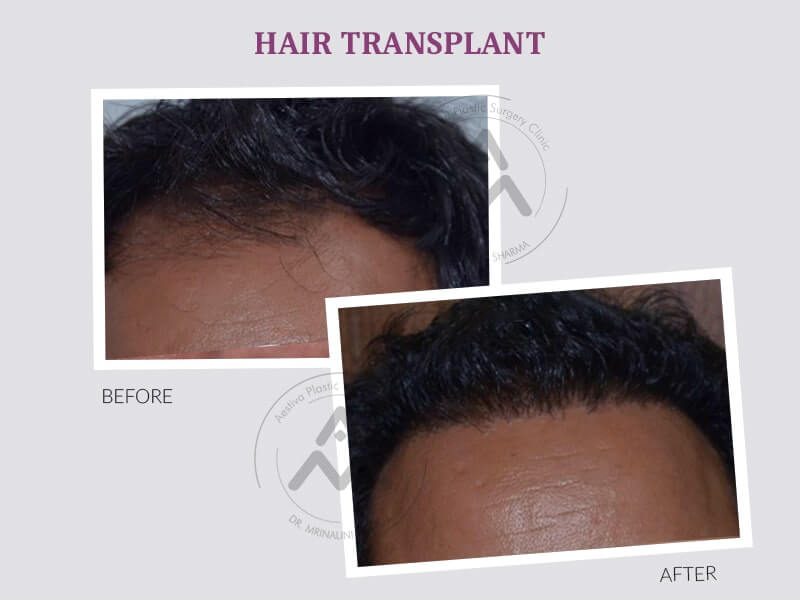 HAIR TRANSPLANT
Plastic Surgery Clinic
SHARMA
BEFORE
Aestiva Plastic
DR. MRINALINI
AFTER